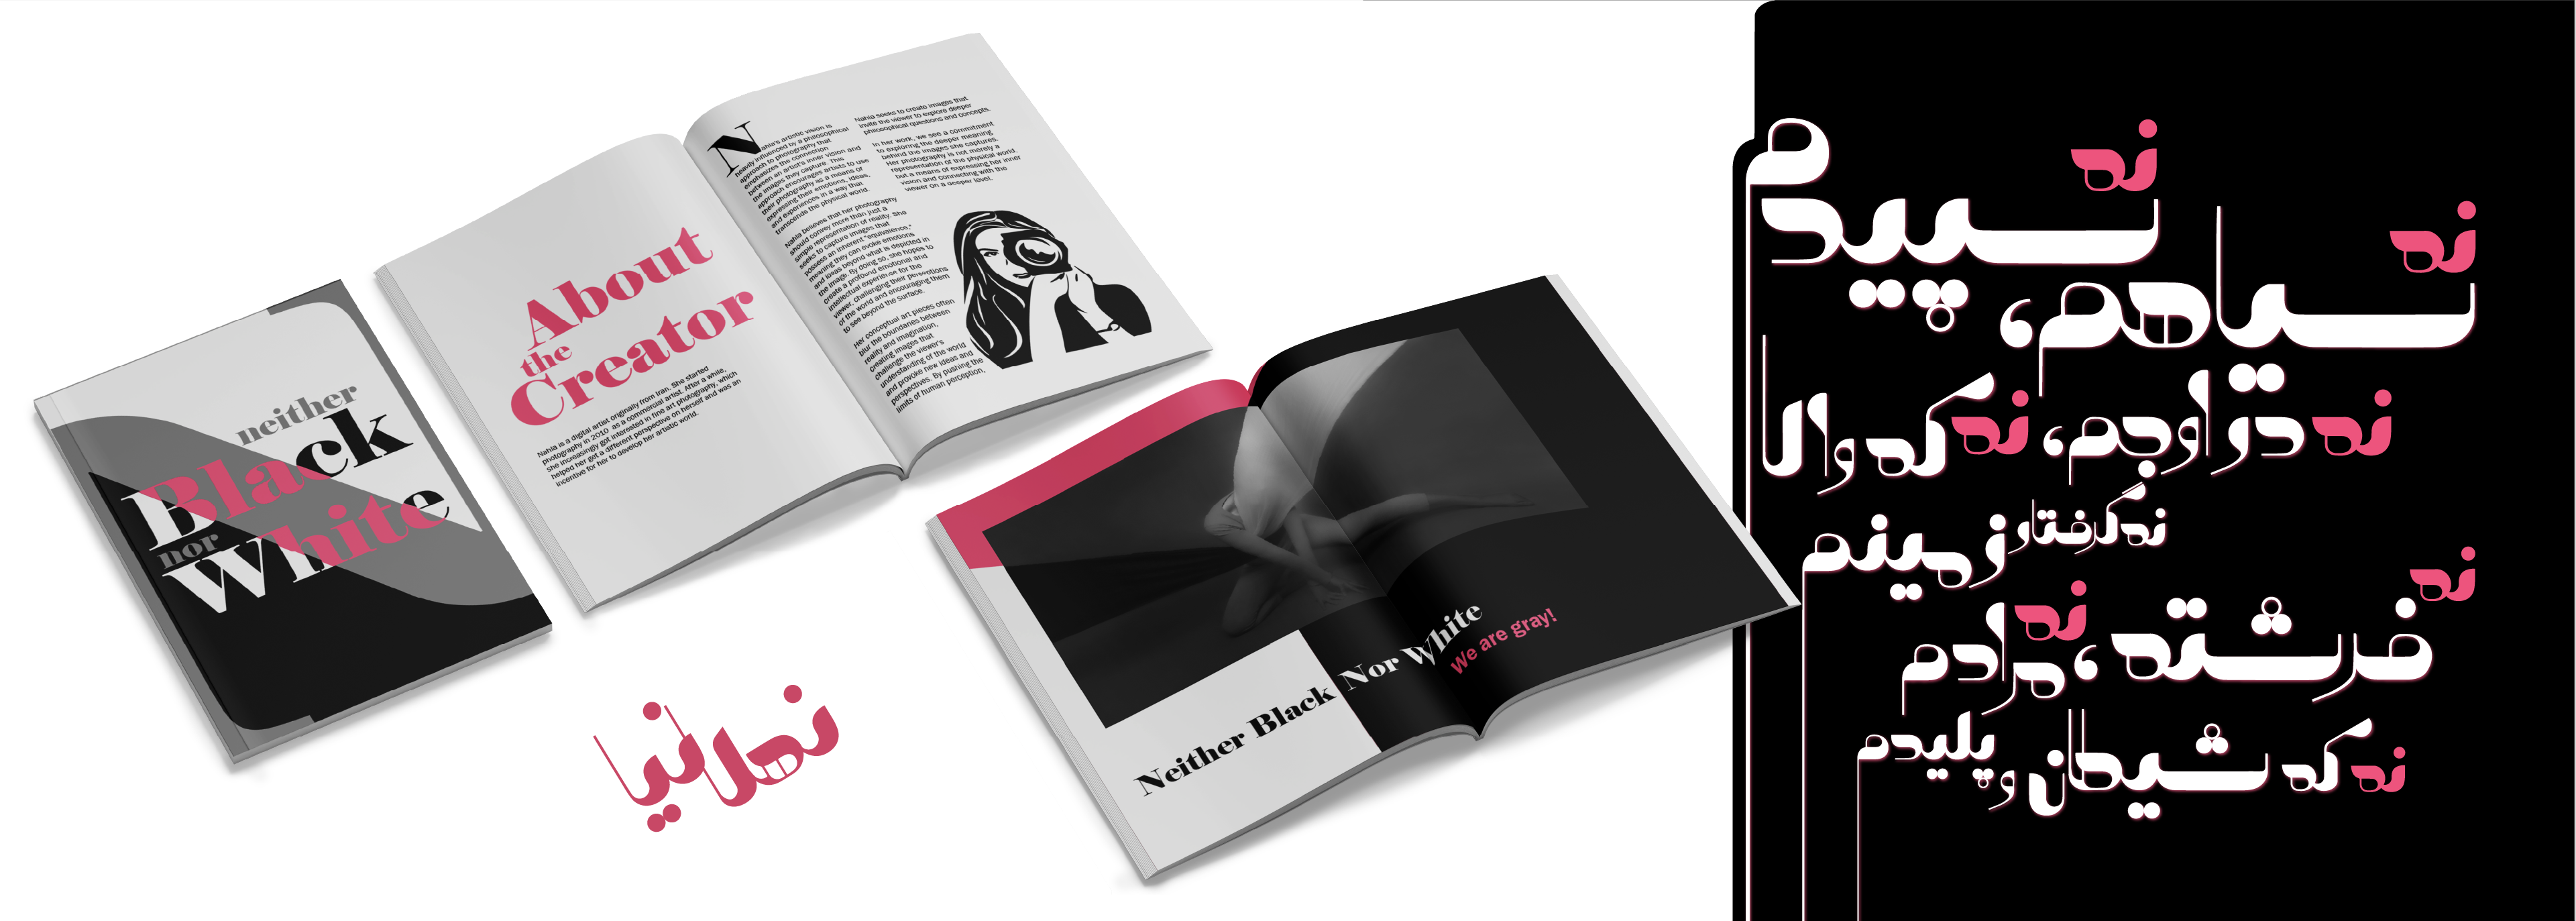 neither
Black
nor
White
About
the
Creator
Nahla is a digital artist originally from Iran. She started
photography in 2010 as a commercial artist. After a while,
she increasingly got interested in fine art photography, which
helped her get a different perspective on herself and was an
incentive for her to develop her artistic world.
Nahla's artistic vision is
heavily influenced by a philosophical
approach to photography that
emphasizes the connection
between an artist's inner vision and
the images they capture. This
approach encourages artists to use
their photography as a means of
expressing their emotions, ideas,
and experiences in a way that
transcends the physical world.
Nahla believes that her photography
should convey more than just a
simple representation of reality. She
seeks to capture images that
possess an inherent "equivalence,"
meaning they can evoke emotions
and ideas beyond what is depicted in
the image. By doing so, she hopes to
create a profound emotional and
intellectual experience for the
viewer, challenging their perceptions
of the world and encouraging them
to see beyond the surface.
Her conceptual art pieces often
blur the boundaries between
reality and imagination,
creating images that
challenge the viewer's
understanding of the world
and provoke new ideas and
perspectives. By pushing the
limits of human perception,
Nahla seeks to create images that
invite the viewer to explore deeper
philosophical questions and concepts.
In her work, we see a commitment
to exploring the deeper meaning
behind the images she captures.
Her photography is not merely a
representation of the physical world,
but a means of expressing her inner
vision and connecting with the
viewer on a deeper level.
Neither Black Nor White
We are gray!
نهلا نیا
نه سپیدم
نه سیاهم،
نه در اوجم، نه که والا
نه گرفتار زمینم
نه فرشته، نه مرادم
نه که شیطان و پلیدم